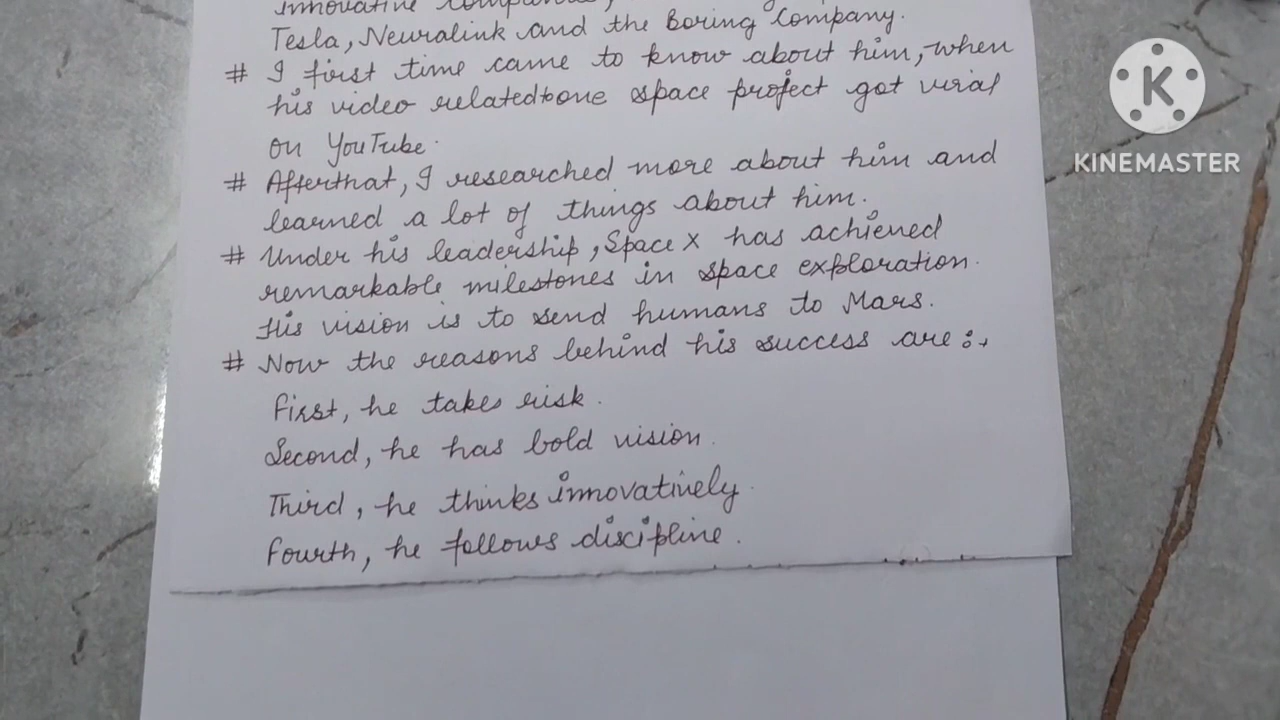 innovative companies,
Tesla, Neuralink and the Boring Company.
# I first time came to know about him, when
his video related one space project got viral
on YouTube.
# Afterthat, I researched more about him and
learned a lot of things about him.
# Under his leadership, Space X has achieved
remarkable milestones in space exploration.
His vision is to send humans to Mars.
# Now the reasons behind his success are :→
First, he takes risk.
Second, he has bold vision.
Third, he thinks innovatively.
Fourth, he follows discipline.
K
KINEMASTER